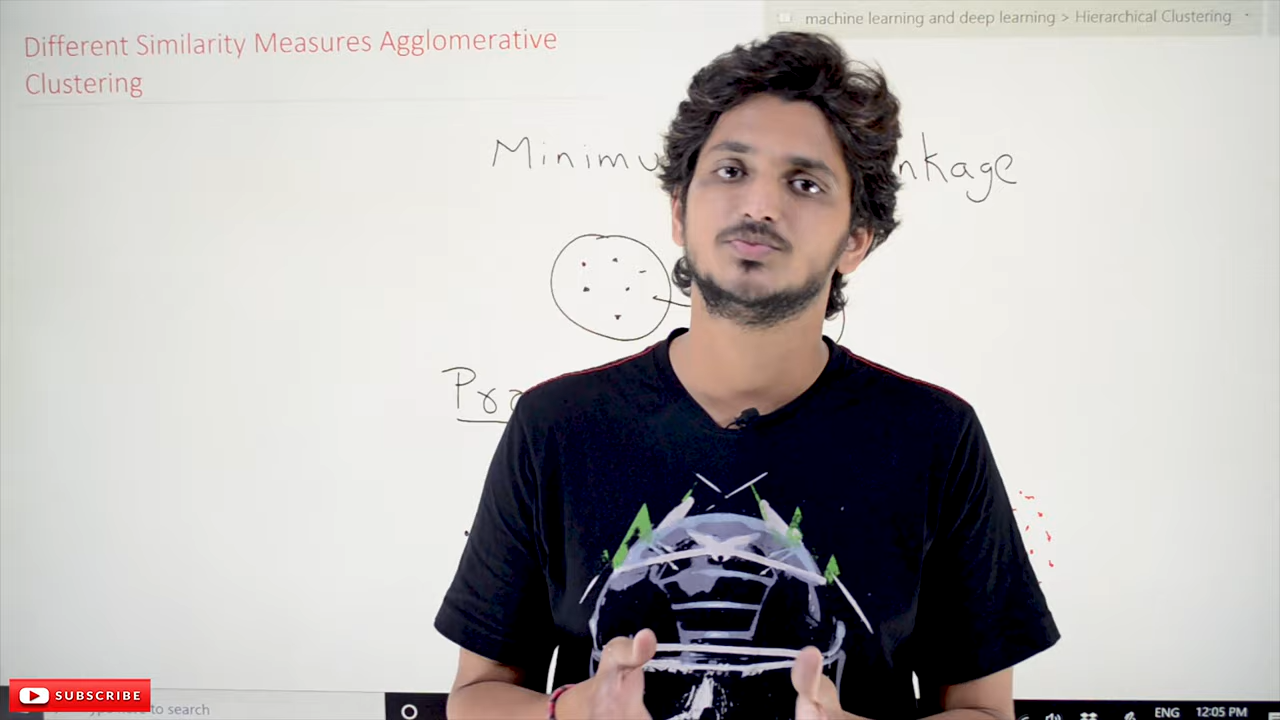 machine learning and deep learning > Hierarchical Clustering
Different Similarity Measures Agglomerative
Clustering
Minimu nkage
Pro
to search
SUBSCRIBE
ENG 12:05 PM